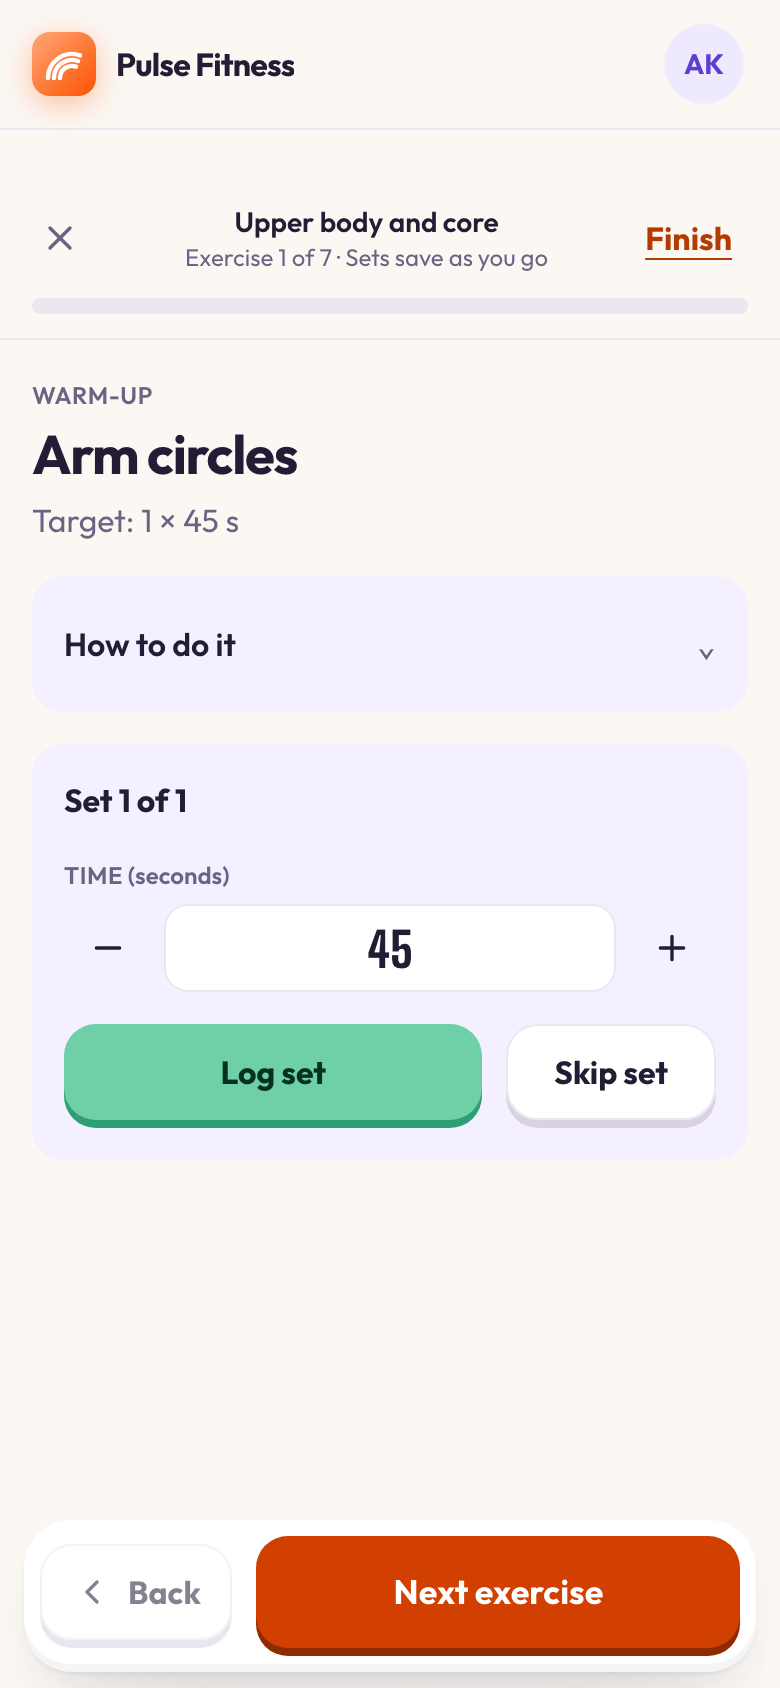 Pulse Fitness
AK
Upper body and core
Exercise 1 of 7 · Sets save as you go
Finish
WARM-UP
Arm circles
Target: 1 × 45 s
How to do it
Set 1 of 1
TIME (seconds)
45
Log set
Skip set
Back
Next exercise